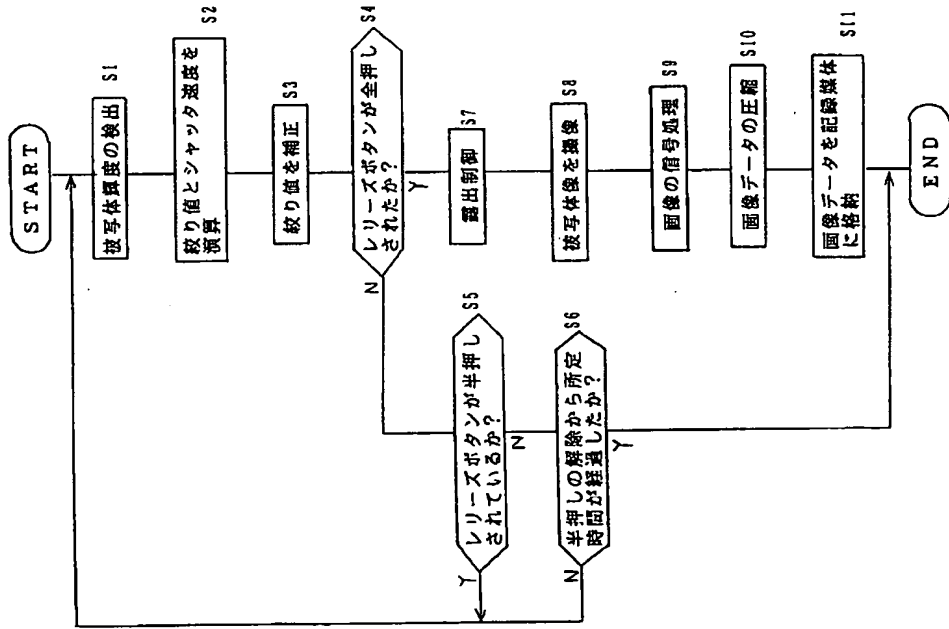 START
被写体輝度の検出
S1
絞り値とシャッタ速度を
演算
S2
絞り値を補正
S3
レリーズボタンが全押し
されたか?
S4
N
Y
レリーズボタンが半押し
されているか?
S5
Y
N
半押しの解除から所定
時間が経過したか?
S6
N
Y
露出制御
S7
被写体像を撮像
S8
画像の信号処理
S9
画像データの圧縮
S10
画像データを記録媒体
に格納
S11
END